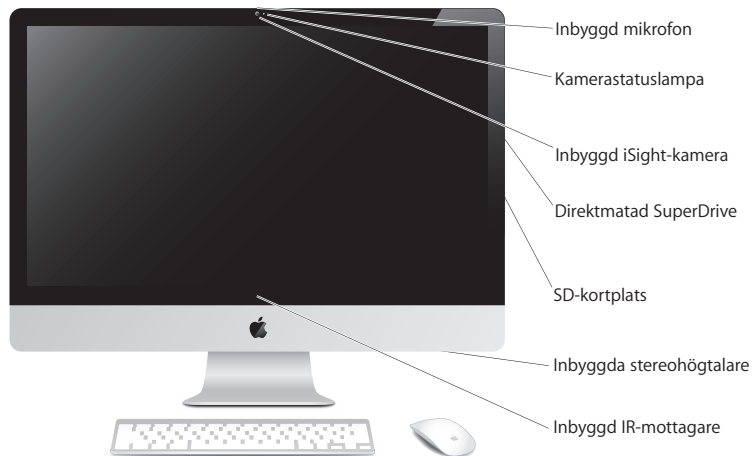 Inbyggd mikrofon
Kamerastatuslampa
Inbyggd iSight-kamera
Direktmatad SuperDrive
SD-kortplats
Inbyggda stereohögtalare
Inbyggd IR-mottagare